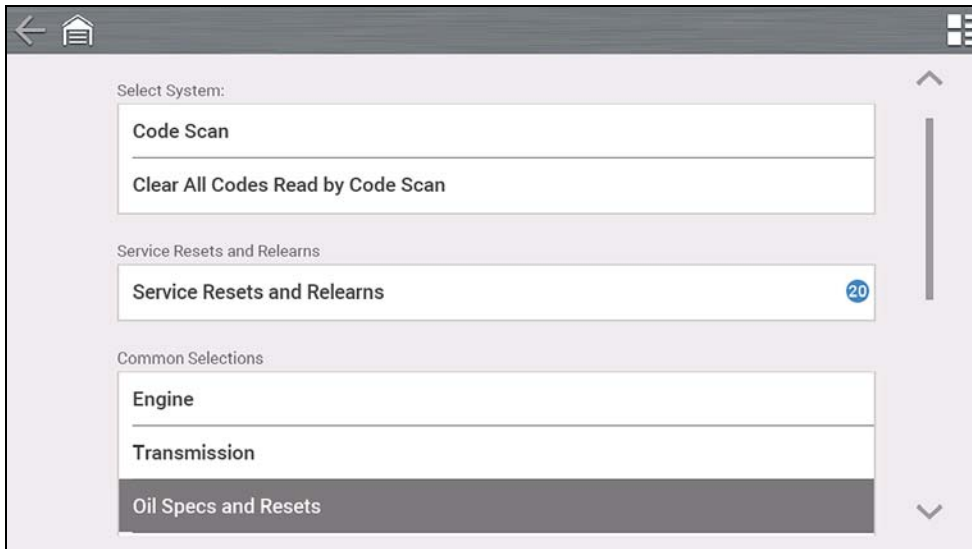 Select System:
Code Scan
Clear All Codes Read by Code Scan
Service Resets and Relearns
Service Resets and Relearns
20
Common Selections
Engine
Transmission
Oil Specs and Resets